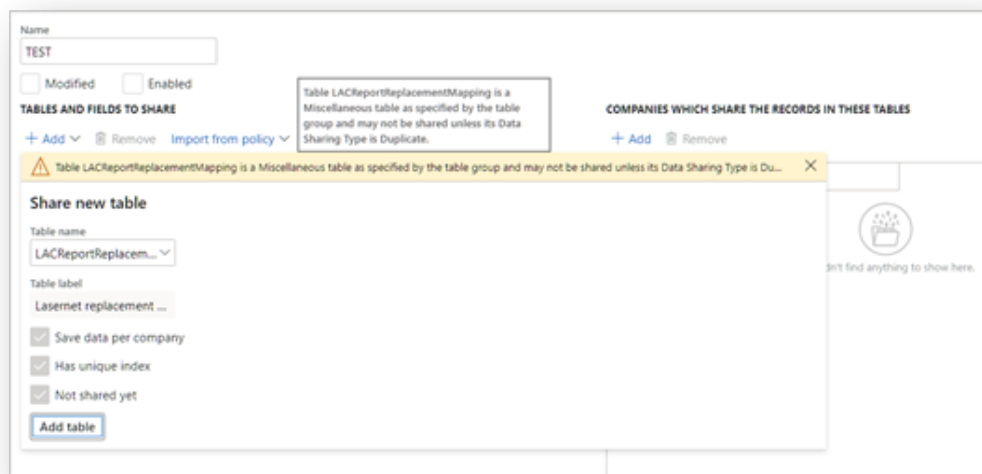 Name
TEST
Modified
Enabled
Table LACReportReplacementMapping is a
Miscellaneous table as specified by the table
group and may not be shared unless its Data
Sharing Type is Duplicate.
TABLES AND FIELDS TO SHARE
COMPANIES WHICH SHARE THE RECORDS IN THESE TABLES
+ Add
Remove
Import from policy
+ Add
Remove
Table LACReportReplacementMapping is a Miscellaneous table as specified by the table group and may not be shared unless its Data Sharing Type is Du...
Share new table
Table name
LACReportReplacem...
Table label
Lasernet replacement ...
Save data per company
Has unique index
Not shared yet
Add table
dn't find anything to show here.